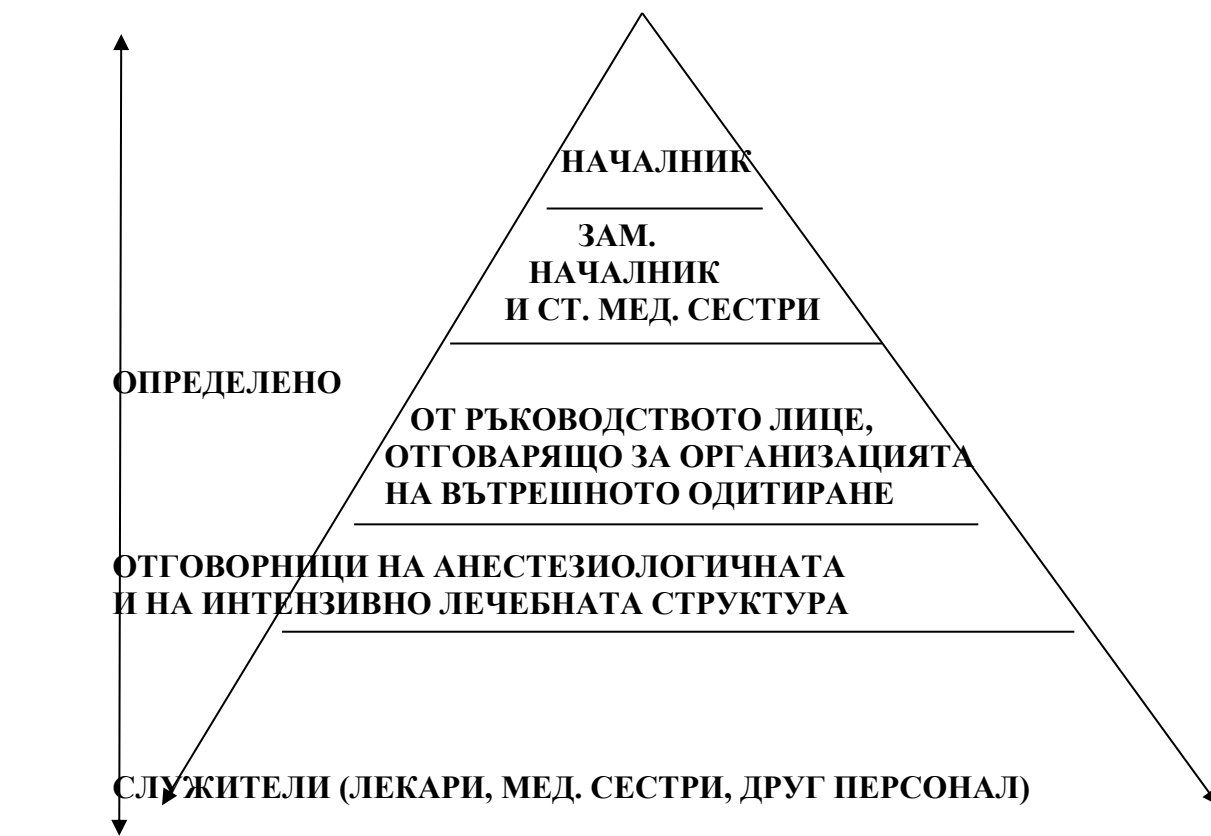 НАЧАЛНИК
ЗАМ.
НАЧАЛНИК
И СТ. МЕД. СЕСТРИ
ОПРЕДЕЛЕНО
ОТ РЪКОВОДСТВОТО ЛИЦЕ,
ОТГОВАРЯЩО ЗА ОРГАНИЗАЦИЯТА
НА ВЪТРЕШНОТО ОДИТИРАНЕ
ОТГОВОРНИЦИ НА АНЕСТЕЗИОЛОГИЧНАТА
И НА ИНТЕНЗИВНО ЛЕЧЕБНАТА СТРУКТУРА
СЛУЖИТЕЛИ (ЛЕКАРИ, МЕД. СЕСТРИ, ДРУГ ПЕРСОНАЛ)